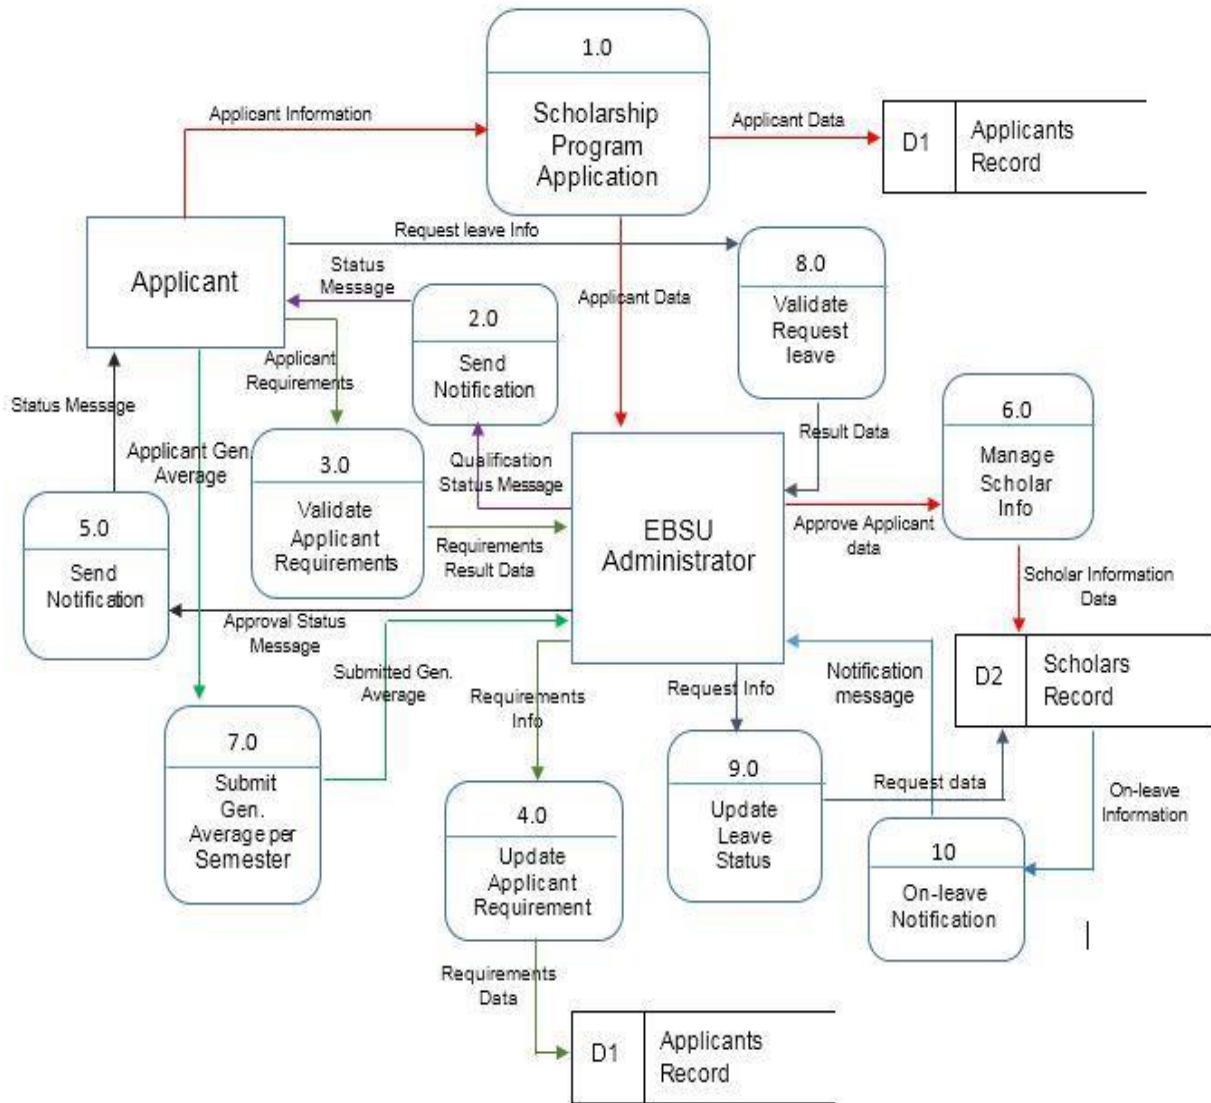 1.0
Scholarship
Program
Application
Applicant Information
Applicant Data
D1
Applicants
Record
Request leave Info
Applicant
Status
Message
Applicant Data
8.0
Validate
Request
leave
2.0
Send
Notification
Applicant
Requirements
Status Message
Applicant Gen.
Average
3.0
Validate
Applicant
Requirements
Qualification
Status Message
Result Data
6.0
Manage
Scholar
Info
5.0
Send
Notification
Requirements
Result Data
EBSU
Administrator
Approve Applicant
data
Scholar Information
Data
Approval Status
Message
Submitted Gen.
Average
Requirements
Info
Request Info
Notification
message
D2
Scholars
Record
7.0
Submit
Gen.
Average per
Semester
4.0
Update
Applicant
Requirement
9.0
Update
Leave
Status
Request data
On-leave
Information
10
On-leave
Notification
Requirements
Data
D1
Applicants
Record